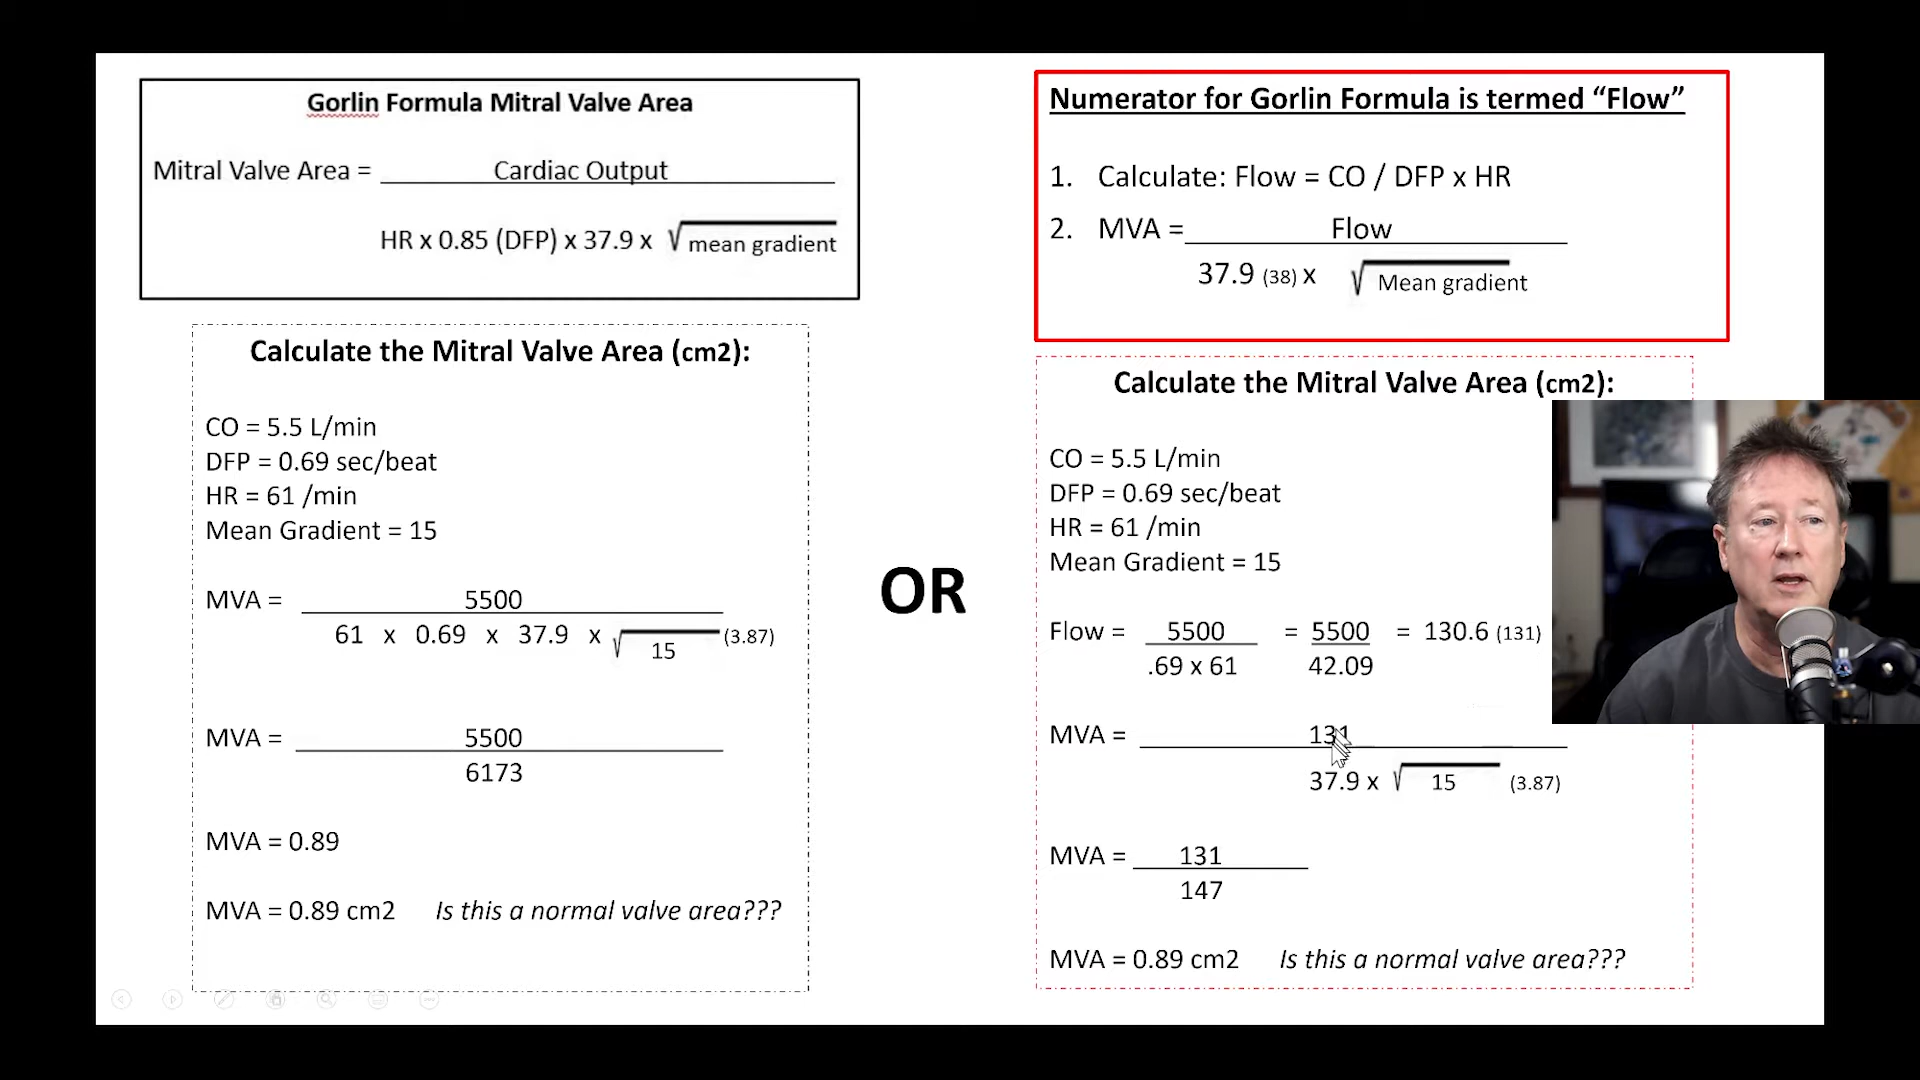 Gorlin Formula Mitral Valve Area
Mitral Valve Area = Cardiac Output
HR x 0.85 (DFP) x 37.9 x √ mean gradient
Calculate the Mitral Valve Area (cm2):
CO = 5.5 L/min
DFP = 0.69 sec/beat
HR = 61 /min
Mean Gradient = 15
MVA = 5500
61 x 0.69 x 37.9 x √ 15 (3.87)
MVA = 5500
6173
MVA = 0.89
MVA = 0.89 cm2 Is this a normal valve area???
OR
Numerator for Gorlin Formula is termed “Flow”
1. Calculate: Flow = CO / DFP x HR
2. MVA = Flow
37.9 (38) x √ Mean gradient
Calculate the Mitral Valve Area (cm2):
CO = 5.5 L/min
DFP = 0.69 sec/beat
HR = 61 /min
Mean Gradient = 15
Flow = 5500 = 5500 = 130.6 (131)
.69 x 61 42.09
MVA = 131
37.9 x √ 15 (3.87)
MVA = 131
147
MVA = 0.89 cm2 Is this a normal valve area???